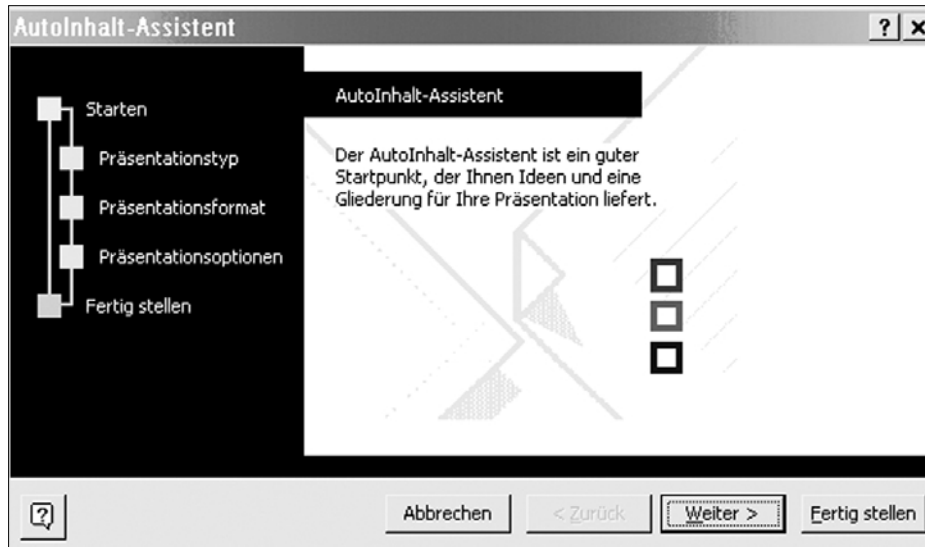 AutoInhalt-Assistent
Starten
Präsentationstyp
Präsentationsformat
Präsentationsoptionen
Fertig stellen
AutoInhalt-Assistent
Der AutoInhalt-Assistent ist ein guter
Startpunkt, der Ihnen Ideen und eine
Gliederung für Ihre Präsentation liefert.
Abbrechen
< Zurück
Weiter >
Fertig stellen